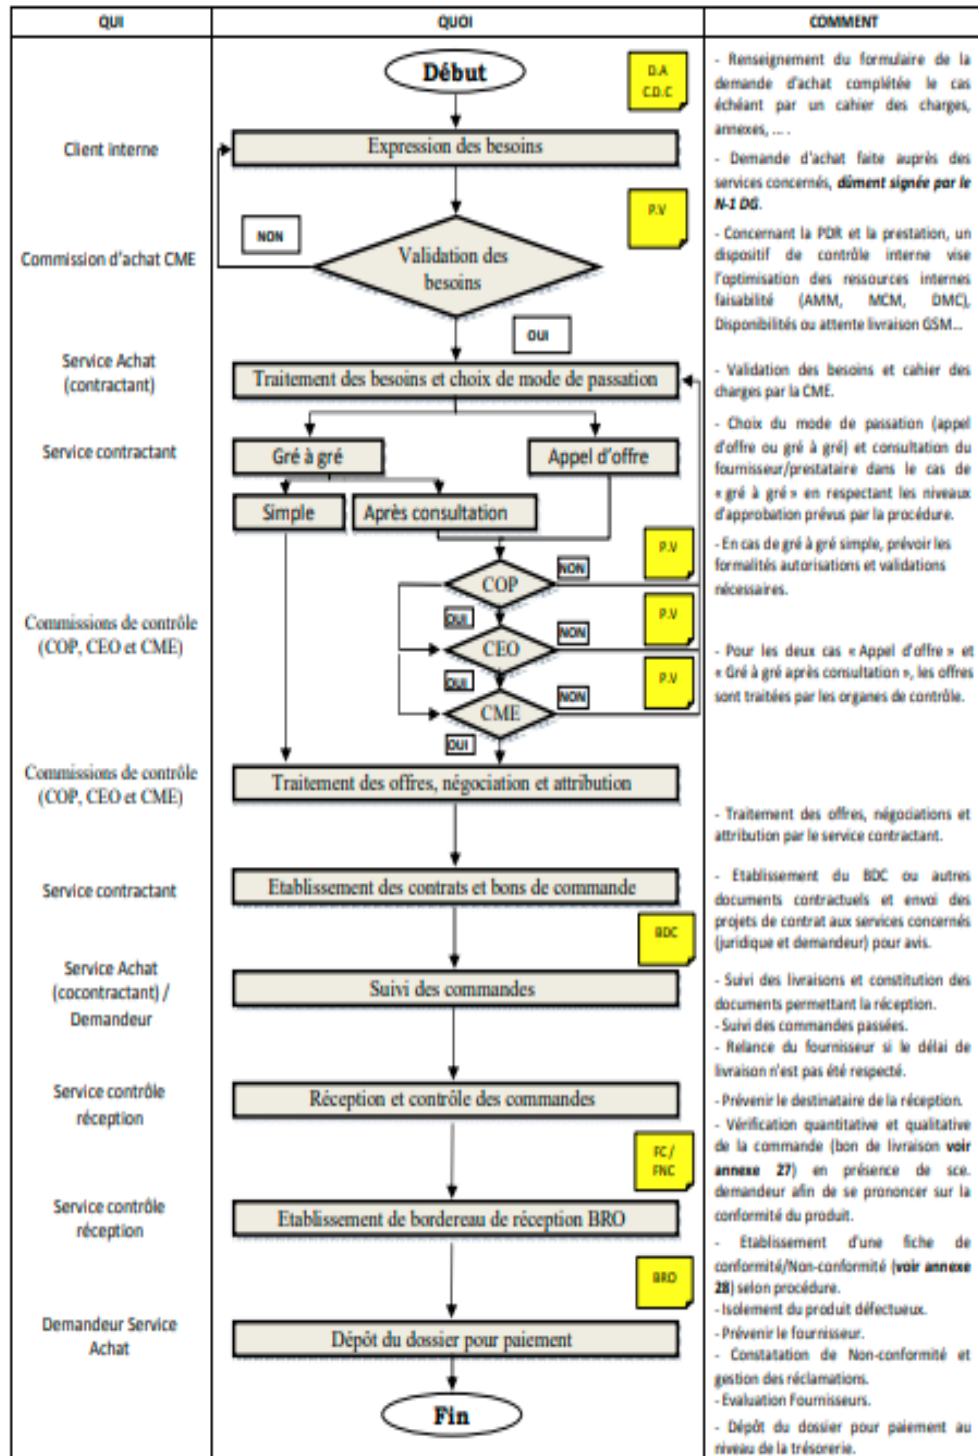 QUI
QUOI
COMMENT
Début
D.A
C.D.C
Client interne
Expression des besoins
P.V
NON
Commission d'achat CME
Validation des
besoins
OUI
Service Achat
(contractant)
Traitement des besoins et choix de mode de passation
Service contractant
Gré à gré
Appel d'offre
Simple
Après consultation
P.V
COP
NON
OUI
P.V
Commissions de contrôle
(COP, CEO et CME)
CEO
NON
OUI
P.V
CME
NON
OUI
Commissions de contrôle
(COP, CEO et CME)
Traitement des offres, négociation et attribution
Service contractant
Etablissement des contrats et bons de commande
BDC
Service Achat
(cocontractant) /
Demandeur
Suivi des commandes
Service contrôle
réception
Réception et contrôle des commandes
FC /
FNC
Service contrôle
réception
Etablissement de bordereau de réception BRO
BRO
Demandeur Service
Achat
Dépôt du dossier pour paiement
Fin
- Renseignement du formulaire de la
demande d'achat complétée le cas
échéant par un cahier des charges,
annexes, ... .
- Demande d'achat faite auprès des
services concernés, dûment signée par le
N-1 DG.
- Concernant la PDR et la prestation, un
dispositif de contrôle interne vise
l'optimisation des ressources internes
faisabilité (AMM, MCM, DMC),
Disponibilités ou attente livraison GSM...
- Validation des besoins et cahier des
charges par la CME.
- Choix du mode de passation (appel
d'offre ou gré à gré) et consultation du
fournisseur/prestataire dans le cas de
« gré à gré » en respectant les niveaux
d'approbation prévus par la procédure.
- En cas de gré à gré simple, prévoir les
formalités autorisations et validations
nécessaires.
- Pour les deux cas « Appel d'offre » et
« Gré à gré après consultation », les offres
sont traitées par les organes de contrôle.
- Traitement des offres, négociations et
attribution par le service contractant.
- Etablissement du BDC ou autres
documents contractuels et envoi des
projets de contrat aux services concernés
(juridique et demandeur) pour avis.
- Suivi des livraisons et constitution des
documents permettant la réception.
- Suivi des commandes passées.
- Relance du fournisseur si le délai de
livraison n'est pas été respecté.
- Prévenir le destinataire de la réception.
- Vérification quantitative et qualitative
de la commande (bon de livraison voir
annexe 27) en présence de sce.
demandeur afin de se prononcer sur la
conformité du produit.
- Etablissement d'une fiche de
conformité/Non-conformité (voir annexe
28) selon procédure.
- Isolement du produit défectueux.
- Prévenir le fournisseur.
- Constatation de Non-conformité et
gestion des réclamations.
- Evaluation Fournisseurs.
- Dépôt du dossier pour paiement au
niveau de la trésorerie.